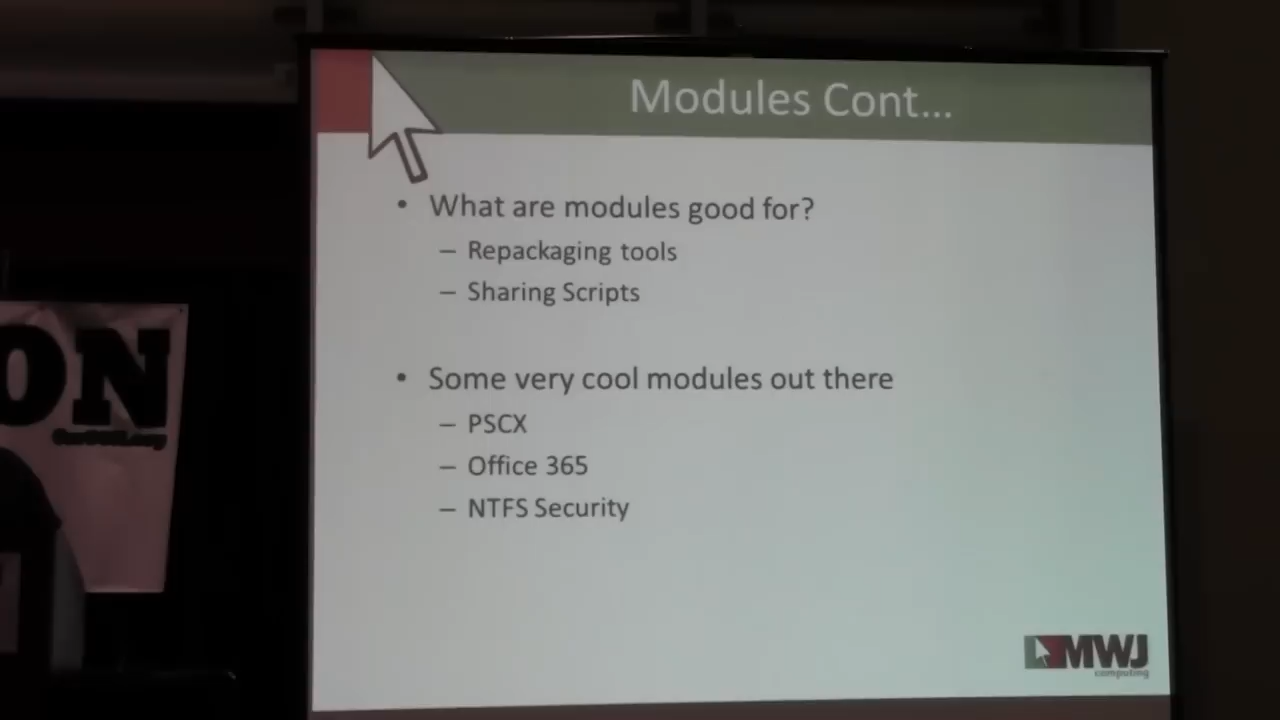 Modules Cont...
• What are modules good for?
– Repackaging tools
– Sharing Scripts
• Some very cool modules out there
– PSCX
– Office 365
– NTFS Security
MWJ
computing
ON